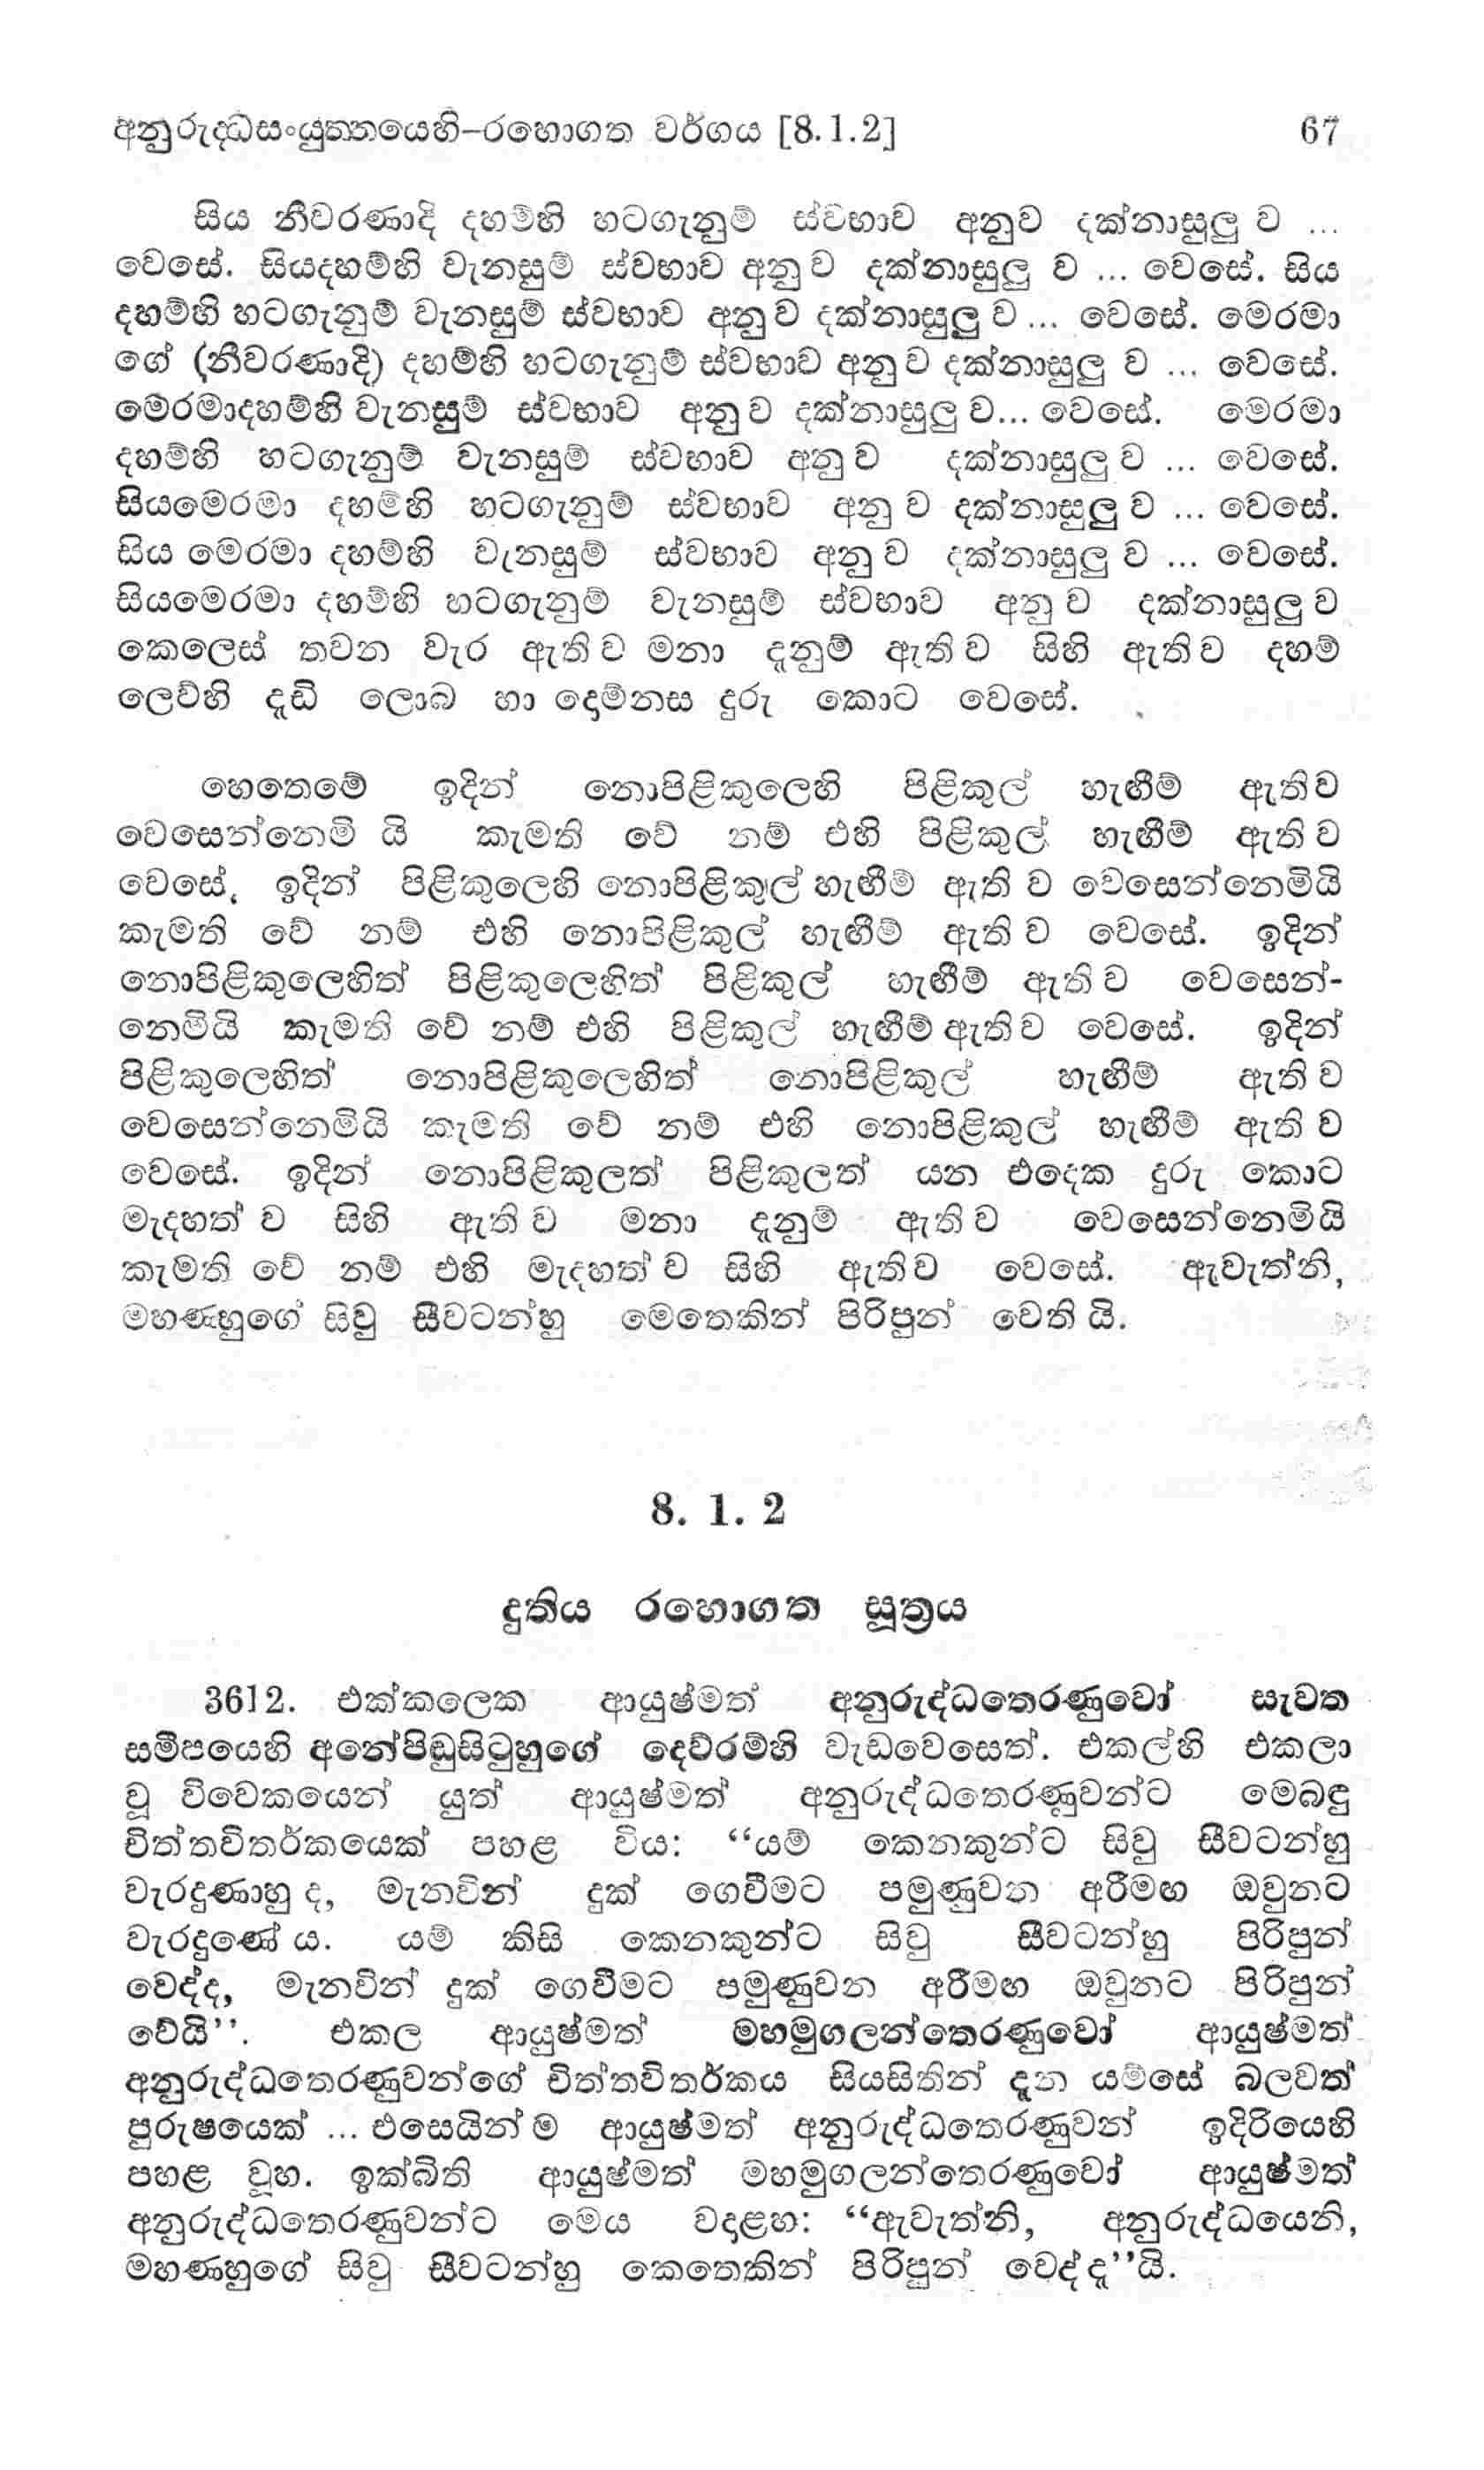 අනුරුද්ධසංයුත්තයෙහි-රහොගත වර්ගය [8.1.2] 67
සිය නීවරණාදි දහම්හි හටගැනුම් ස්වභාව අනුව දක්නාසුලු ව ...
වෙසේ. සියදහම්හි වැනසුම් ස්වභාව අනු ව දක්නාසුලු ව ... වෙසේ. සිය
දහම්හි හටගැනුම් වැනසුම් ස්වභාව අනු ව දක්නාසුලු ව ... වෙසේ. මෙරමා
ගේ (නීවරණාදි) දහම්හි හටගැනුම් ස්වභාව අනු ව දක්නාසුලු ව ... වෙසේ.
මෙරමාදහම්හි වැනසුම් ස්වභාව අනු ව දක්නාසුලු ව... වෙසේ. මෙරමා
දහම්හි හටගැනුම් වැනසුම් ස්වභාව අනු ව දක්නාසුලු ව ... වෙසේ.
සියමෙරමා දහම්හි හටගැනුම් ස්වභාව අනු ව දක්නාසුලු ව ... වෙසේ.
සිය මෙරමා දහම්හි වැනසුම් ස්වභාව අනු ව දක්නාසුලු ව ... වෙසේ.
සියමෙරමා දහම්හි හටගැනුම් වැනසුම් ස්වභාව අනු ව දක්නාසුලු ව
කෙලෙස් තවන වැර ඇති ව මනා දැනුම් ඇති ව සිහි ඇතිව දහම්
ලෙව්හි දැඩි ලොබ හා දොම්නස දුරු කොට වෙසේ.
හෙතෙමේ ඉදින් නොපිළිකුලෙහි පිළිකුල් හැඟීම් ඇතිව
වෙසෙන්නෙමි යි කැමති වේ නම් එහි පිළිකුල් හැඟීම් ඇති ව
වෙසේ. ඉදින් පිළිකුලෙහි නොපිළිකුල් හැඟීම් ඇති ව වෙසෙන්නෙමියි
කැමති වේ නම් එහි නොපිළිකුල් හැඟීම් ඇති ව වෙසේ. ඉදින්
නොපිළිකුලෙහිත් පිළිකුලෙහිත් පිළිකුල් හැඟීම් ඇති ව වෙසෙන්-
නෙමියි කැමති වේ නම් එහි පිළිකුල් හැඟීම් ඇතිව වෙසේ. ඉදින්
පිළිකුලෙහිත් නොපිළිකුලෙහිත් නොපිළිකුල් හැඟීම් ඇති ව
වෙසෙන්නෙමියි කැමති වේ නම් එහි නොපිළිකුල් හැඟීම් ඇති ව
වෙසේ. ඉදින් නොපිළිකුලත් පිළිකුලත් යන එදෙක දුරු කොට
මැදහත් ව සිහි ඇති ව මනා දැනුම් ඇති ව වෙසෙන්නෙමියි
කැමති වේ නම් එහි මැදහත් ව සිහි ඇතිව වෙසේ. ඇවැත්නි,
මහණහුගේ සිවු සීවටන්හු මෙතෙකින් පිරිපුන් වෙති යි.
8. 1. 2
දුතිය රහොගත සූත්‍රය
3612. එක්කලෙක ආයුෂ්මත් අනුරුද්ධතෙරණුවෝ සැවත
සමීපයෙහි අනේපිඬුසිටුහුගේ දෙව්රම්හි වැඩවෙසෙත්. එකල්හි එකලා
වූ විවෙකයෙන් යුත් ආයුෂ්මත් අනුරුද්ධතෙරණුවන්ට මෙබඳු
චිත්තවිතර්කයෙක් පහළ විය: “යම් කෙනකුන්ට සිවු සීවටන්හු
වැරදුණාහු ද, මැනවින් දුක් ගෙවීමට පමුණුවන අරීමඟ ඔවුනට
වැරදුණේ ය. යම් කිසි කෙනකුන්ට සිවු සීවටන්හු පිරිපුන්
වෙද්ද, මැනවින් දුක් ගෙවීමට පමුණුවන අරීමඟ ඔවුනට පිරිපුන්
වේයි”. එකල ආයුෂ්මත් මහමුගලන්තෙරණුවෝ ආයුෂ්මත්
අනුරුද්ධතෙරණුවන්ගේ චිත්තවිතර්කය සියසිතින් දැන යම්සේ බලවත්
පුරුෂයෙක් ... එසෙයින් ම ආයුෂ්මත් අනුරුද්ධතෙරණුවන් ඉදිරියෙහි
පහළ වූහ. ඉක්බිති ආයුෂ්මත් මහමුගලන්තෙරණුවෝ ආයුෂ්මත්
අනුරුද්ධතෙරණුවන්ට මෙය වදාළහ: “ඇවැත්නි, අනුරුද්ධයෙනි,
මහණහුගේ සිවු සීවටන්හු කෙතෙකින් පිරිපුන් වෙද්දැ”යි.